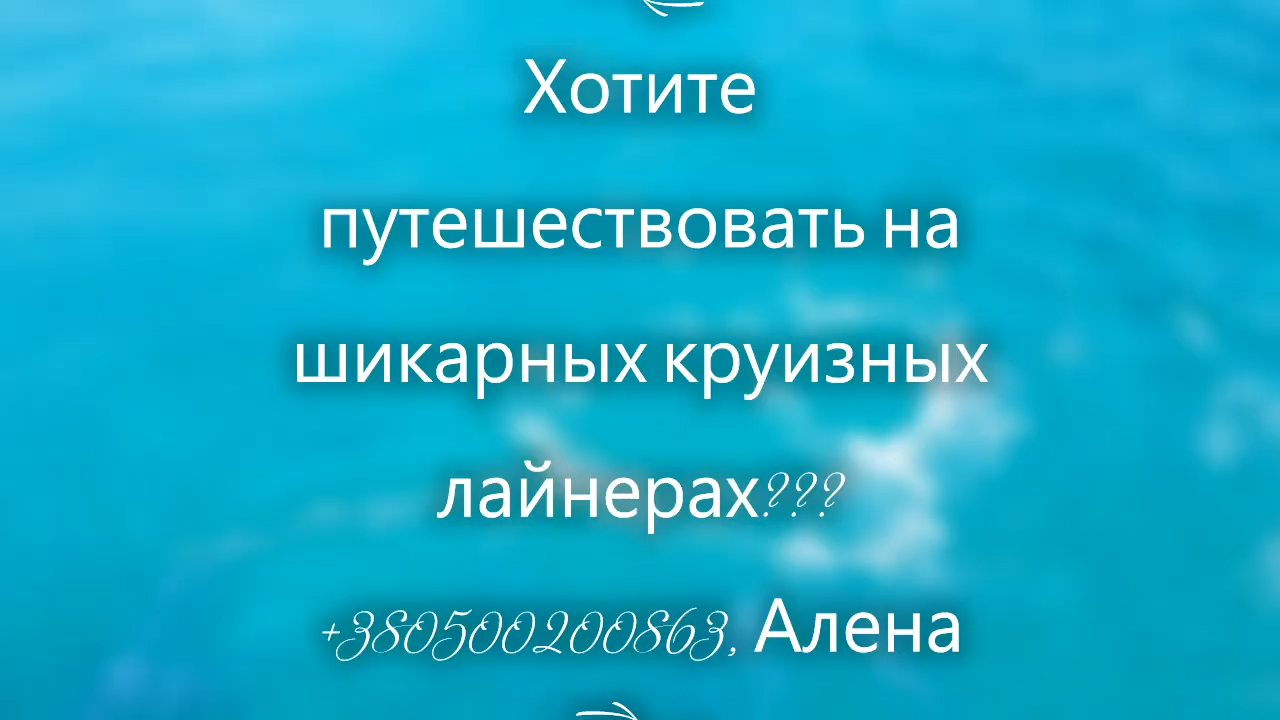 Хотите
путешествовать на
шикарных круизных
лайнерах???
+380500200863, Алена